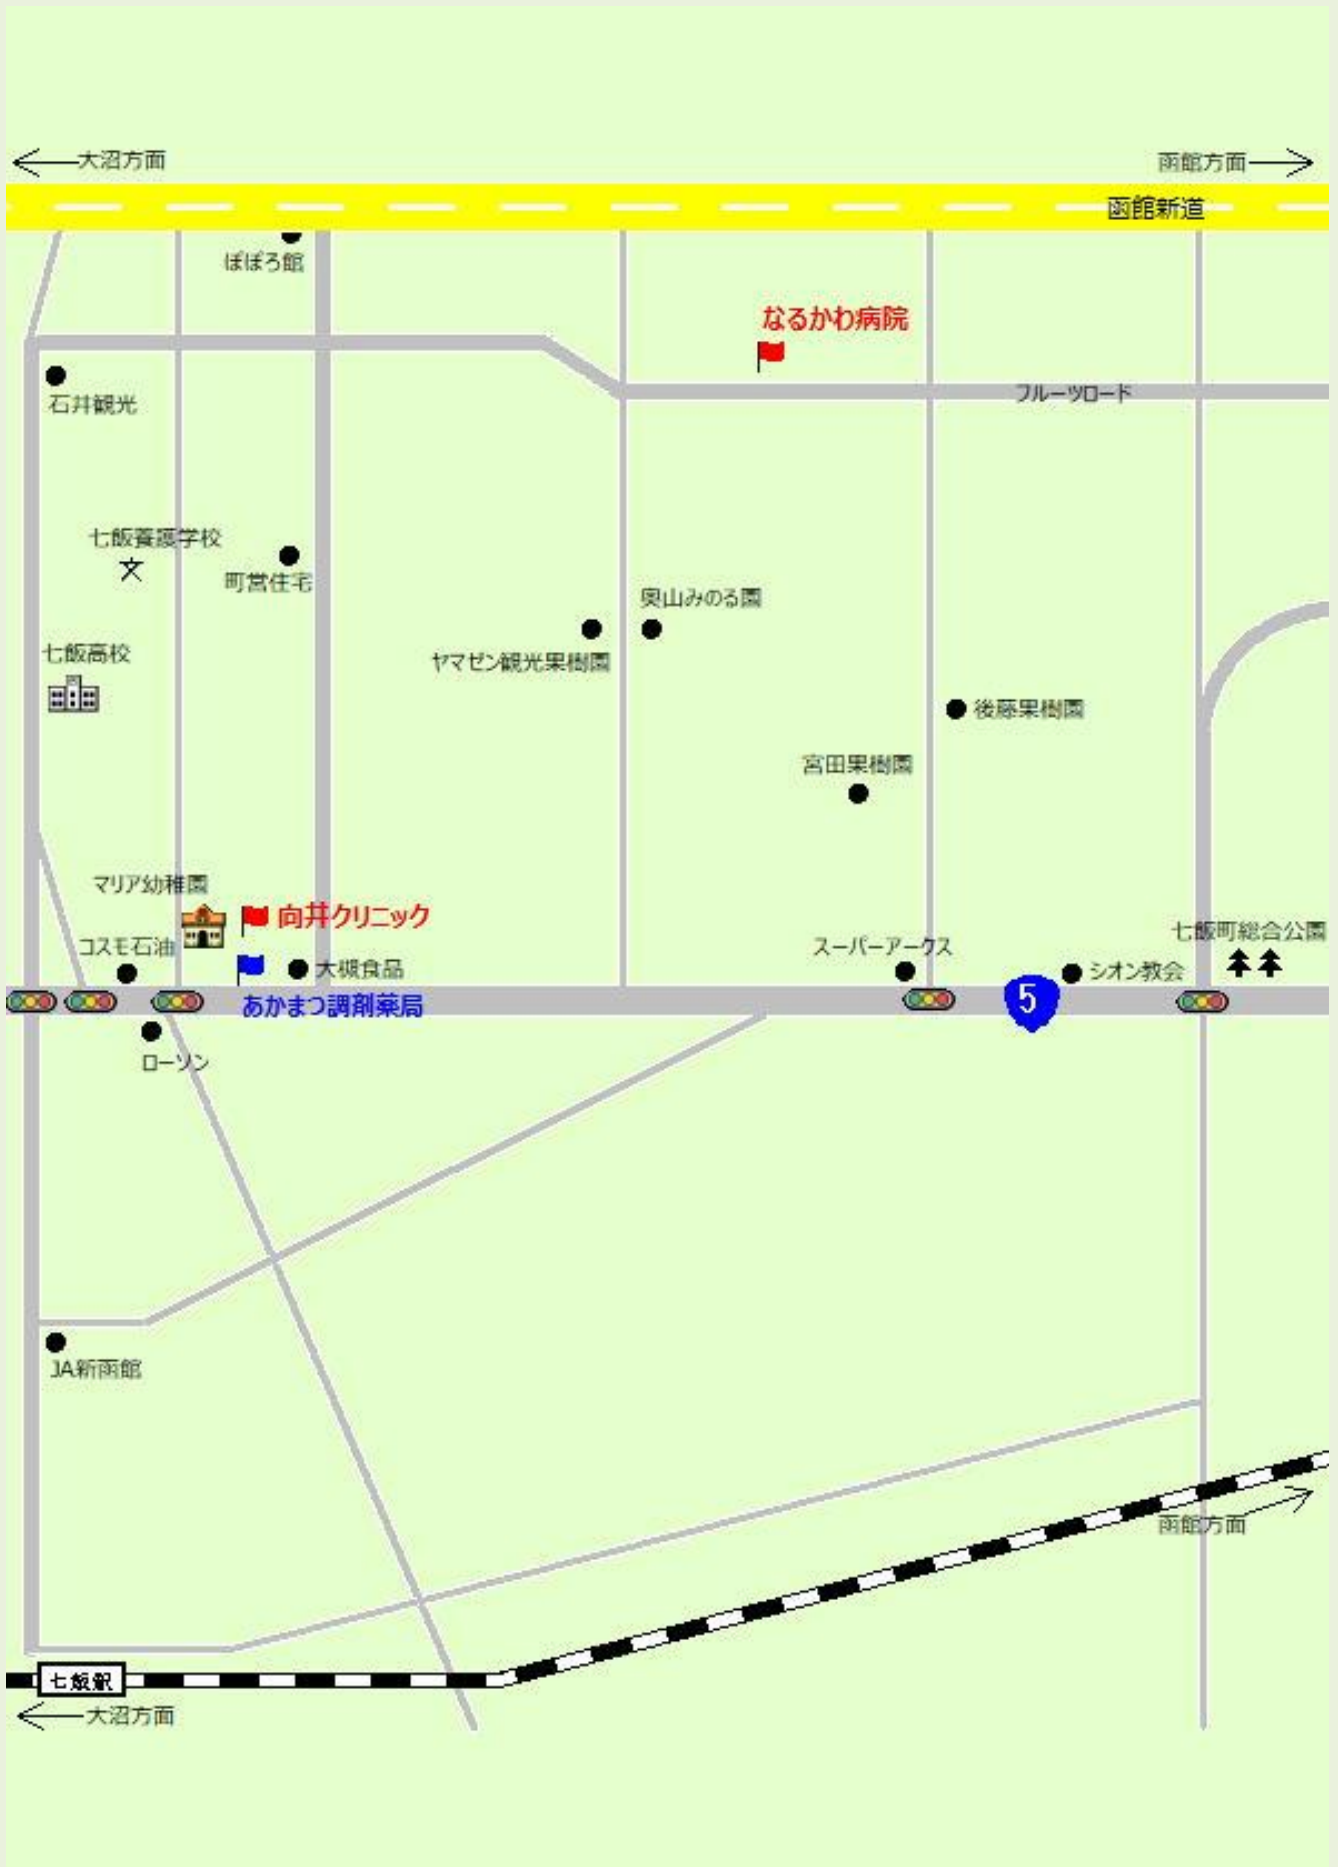 大沼方面
函館方面
函館新道
ぽぽろ館
なるかわ病院
フルーツロード
石井観光
七飯養護学校
町営住宅
奥山みのる園
七飯高校
ヤマゼン観光果樹園
後藤果樹園
宮田果樹園
マリア幼稚園
向井クリニック
七飯町総合公園
コスモ石油
スーパーアークス
大槻食品
シオン教会
あかまつ調剤薬局
5
ローソン
JA新函館
函館方面
七飯駅
大沼方面